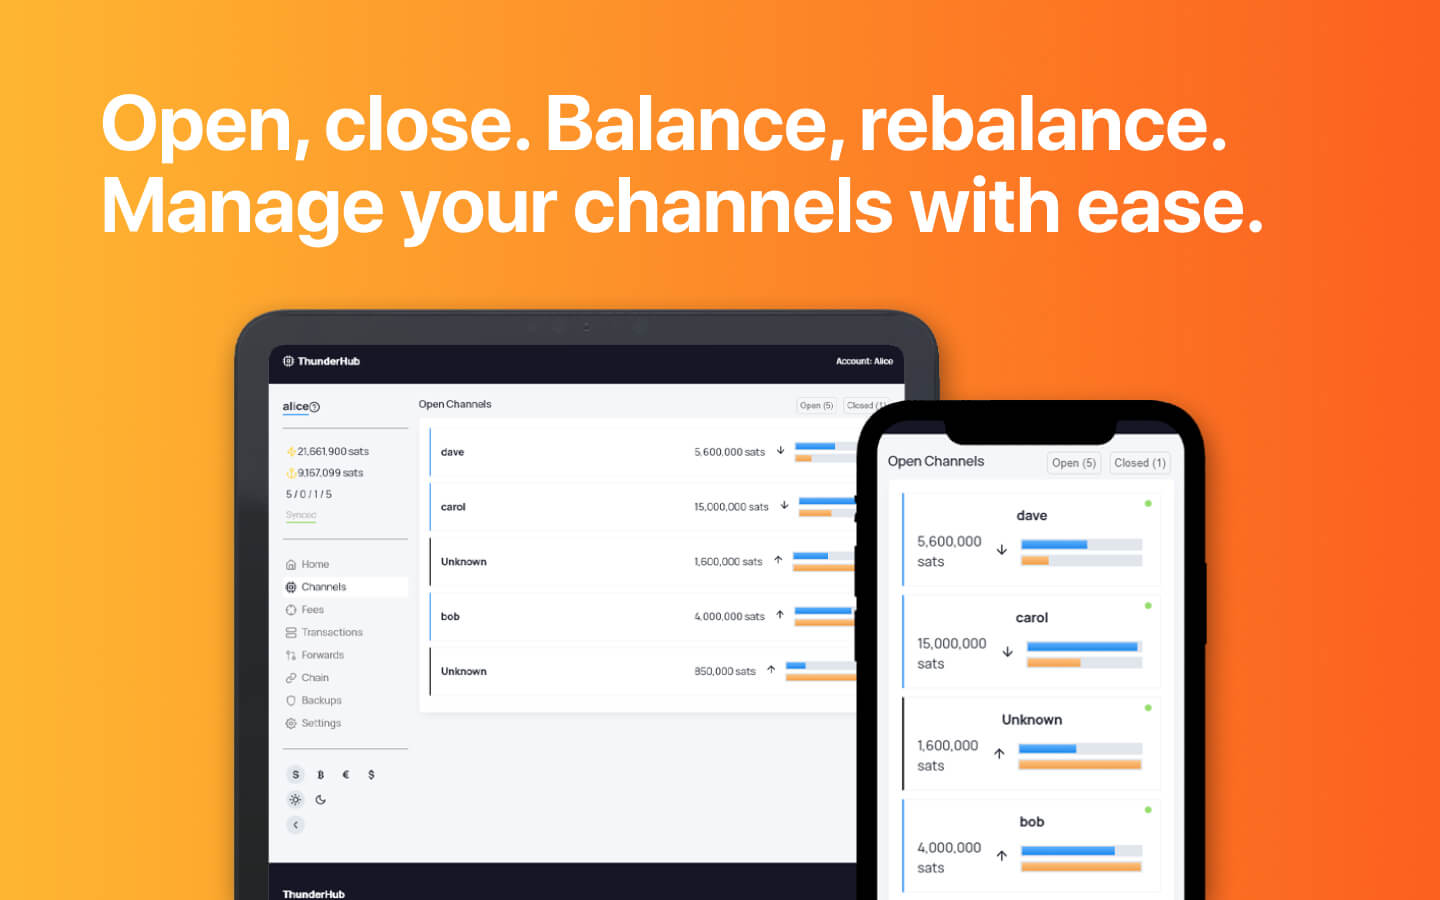 Open, close. Balance, rebalance.
Manage your channels with ease.
ThunderHub
Account: Alice
alice
21,661,900 sats
9,167,099 sats
5 / 0 / 1 / 5
Synced
Home
Channels
Fees
Transactions
Forwards
Chain
Backups
Settings
S ₿ € $
Open Channels
Open (5) Closed (1)
dave 5,600,000 sats
carol 15,000,000 sats
Unknown 1,600,000 sats
bob 4,000,000 sats
Unknown 850,000 sats
ThunderHub
Open Channels
Open (5) Closed (1)
dave
5,600,000
sats
carol
15,000,000
sats
Unknown
1,600,000
sats
bob
4,000,000
sats